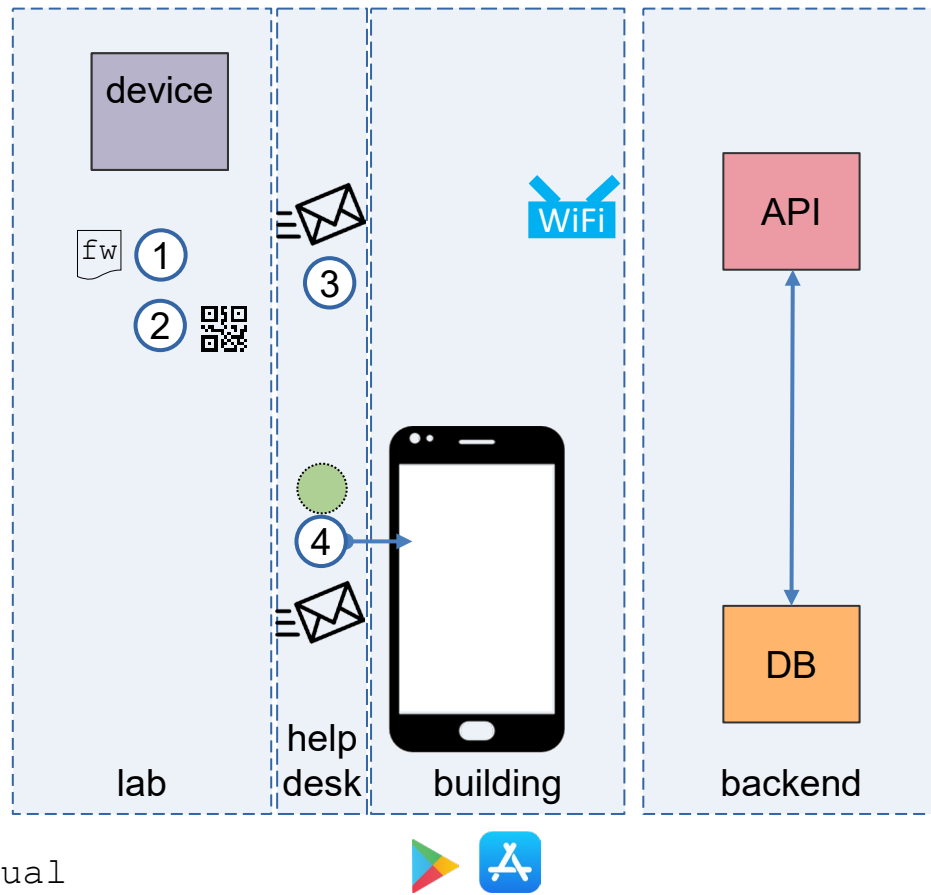 device
WiFi
API
fw
1
3
2
4
DB
help
desk
lab
building
backend
ual